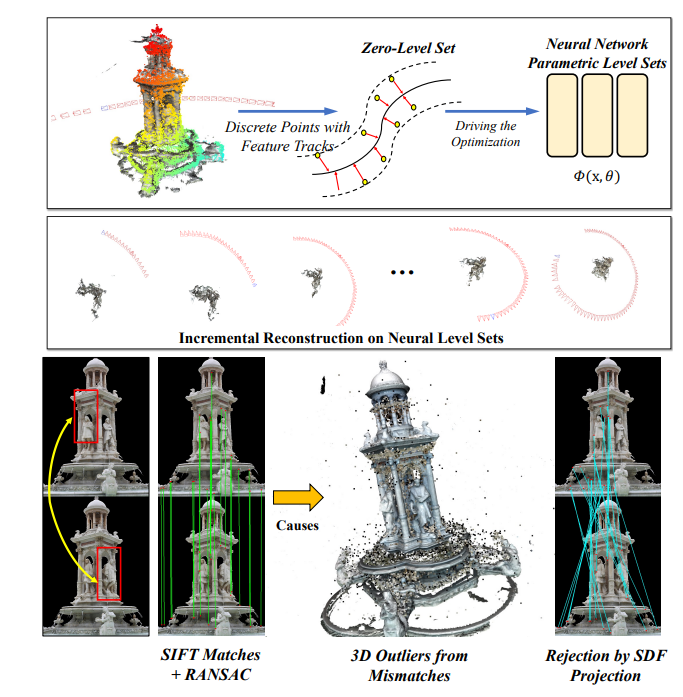 Zero-Level Set
Neural Network
Parametric Level Sets
Discrete Points with
Feature Tracks
Driving the
Optimization
Φ(x, θ)
...
Incremental Reconstruction on Neural Level Sets
Causes
SIFT Matches
+ RANSAC
3D Outliers from
Mismatches
Rejection by SDF
Projection